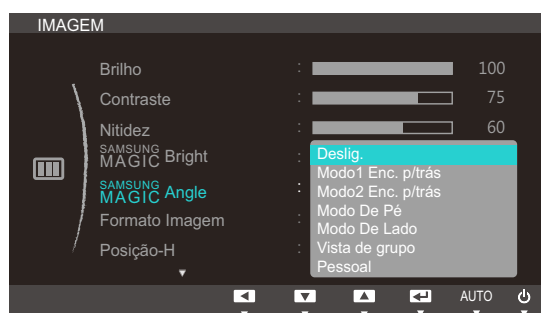 IMAGEM
Brilho : 100
Contraste : 75
Nitidez : 60
SAMSUNG MAGIC Bright :
SAMSUNG MAGIC Angle :
Formato Imagem :
Posição-H :
Deslig.
Modo1 Enc. p/trás
Modo2 Enc. p/trás
Modo De Pé
Modo De Lado
Vista de grupo
Pessoal
AUTO